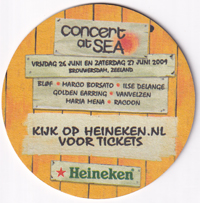 concert
at SEA
VRIJDAG 26 JUNI EN ZATERDAG 27 JUNI 2009
BROUWERSDAM, ZEELAND
BLØF * MARCO BORSATO * ILSE DELANGE
GOLDEN EARRING * VANVELZEN
MARIA MENA * RACOON
KIJK OP HEINEKEN.NL
VOOR TICKETS
★ Heineken